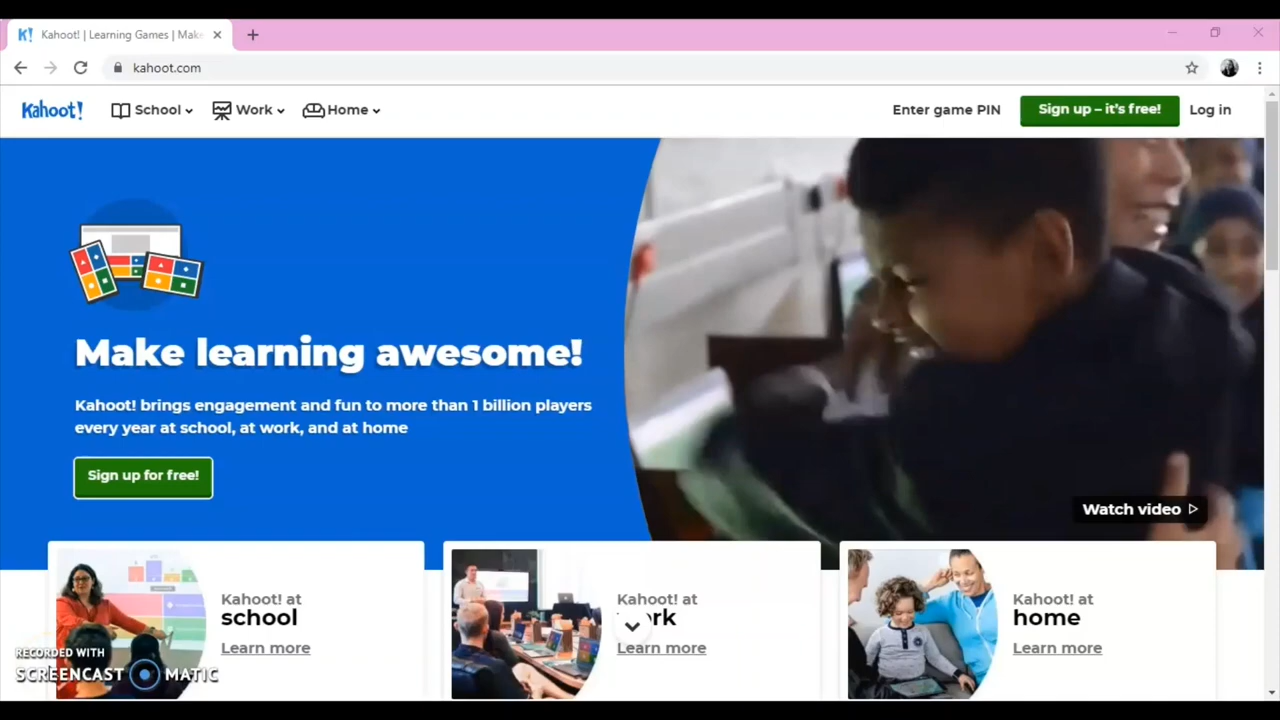 Kahoot! | Learning Games | Make
kahoot.com
Kahoot!
School
Work
Home
Enter game PIN
Sign up – it's free!
Log in
Make learning awesome!
Kahoot! brings engagement and fun to more than 1 billion players
every year at school, at work, and at home
Sign up for free!
Watch video
Kahoot! at
school
Learn more
Kahoot! at
work
Learn more
Kahoot! at
home
Learn more
RECORDED WITH
SCREENCAST MATIC